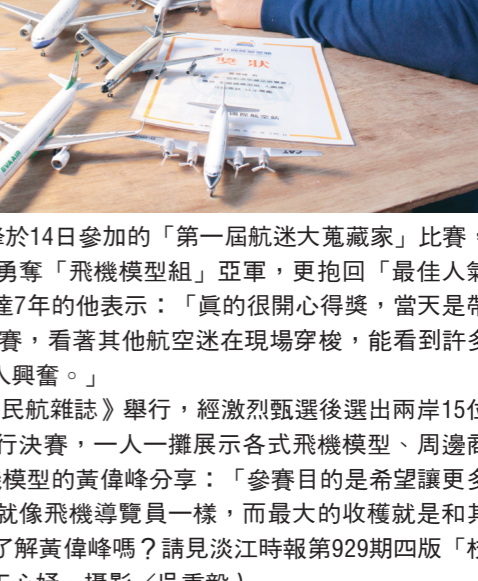 獎狀
EVA AIR
CAT
於14日參加的「第一屆航迷大蒐藏家」比賽，
勇奪「飛機模型組」亞軍，更抱回「最佳人氣
達7年的他表示：「真的很開心得獎，當天是帶
賽，看著其他航空迷在現場穿梭，能看到許多
人興奮。」
民航雜誌》舉行，經激烈甄選後選出兩岸15位
行決賽，一人一攤展示各式飛機模型、周邊商
機模型的黃偉峰分享：「參賽目的是希望讓更多
就像飛機導覽員一樣，而最大的收穫就是和其
了解黃偉峰嗎？請見淡江時報第929期四版「校